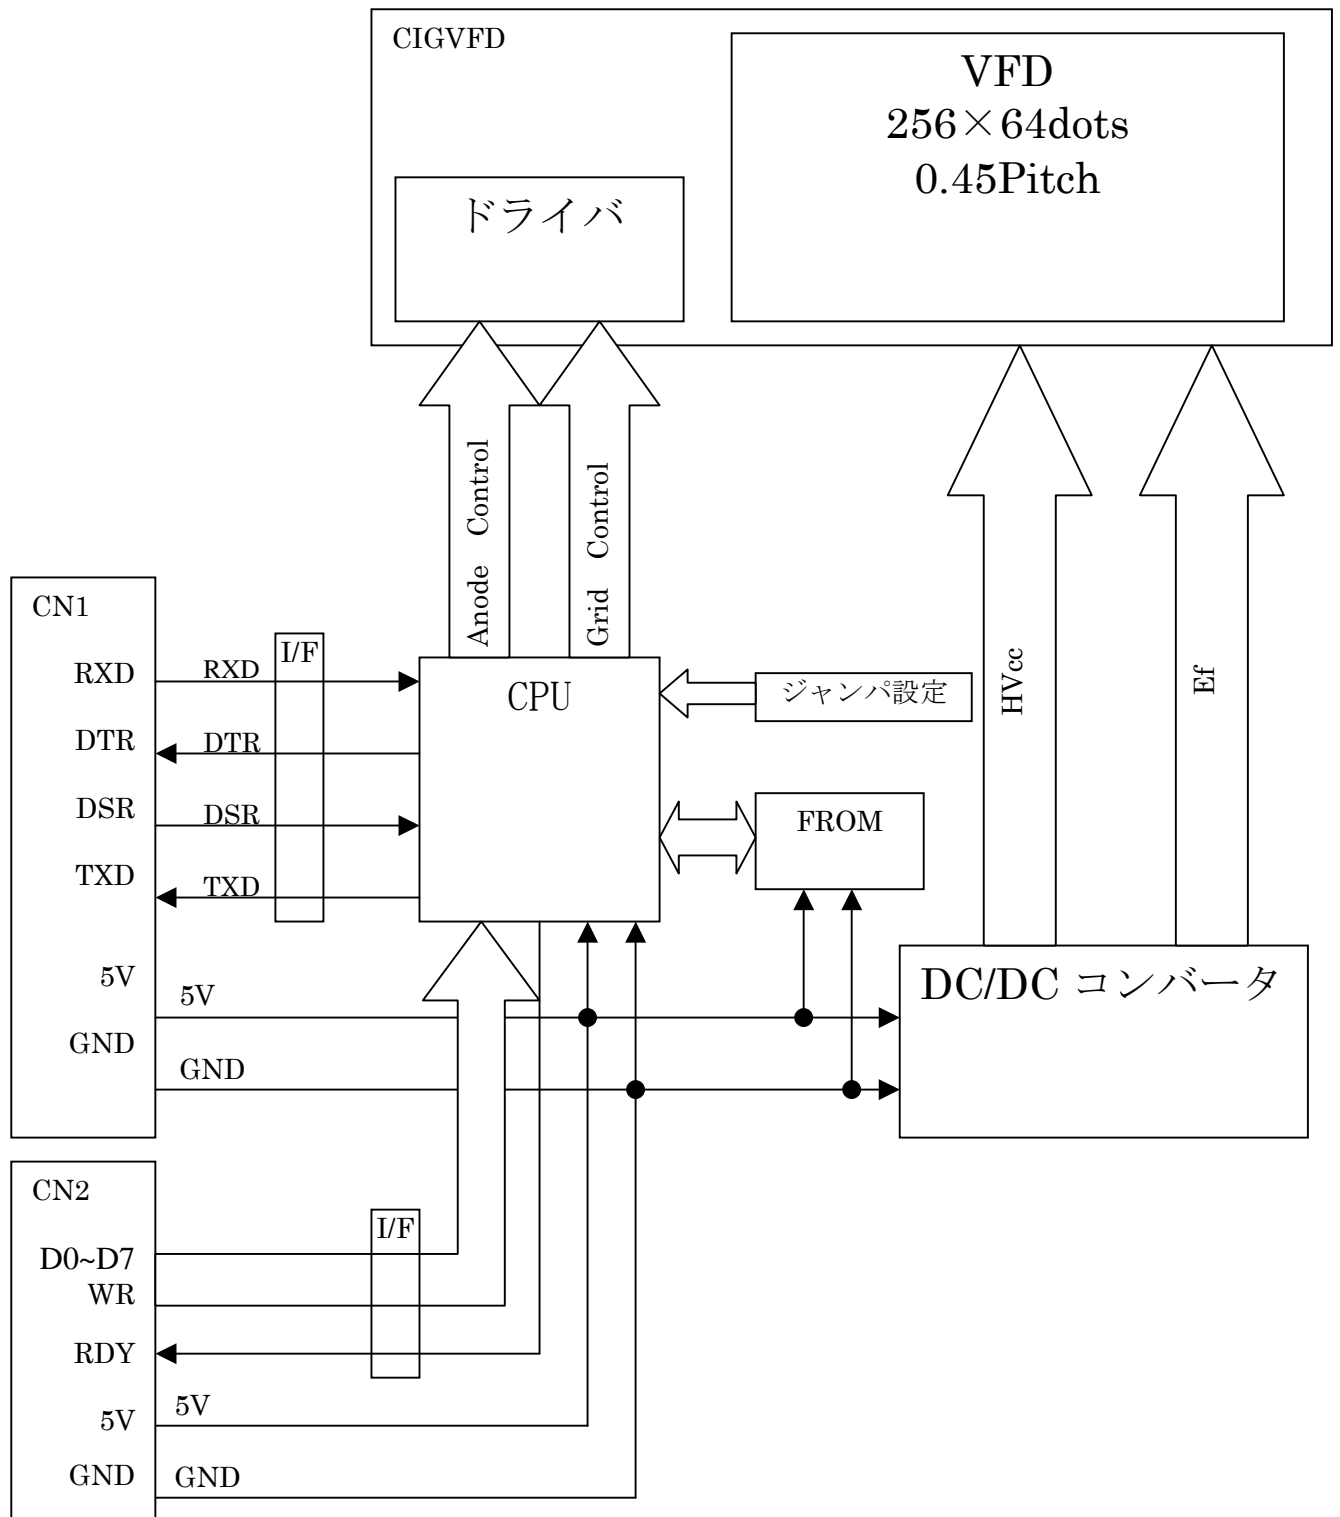 CIGVFD
VFD
256×64dots
0.45Pitch
ドライバ
Anode Control
Grid Control
HVcc
Ef
CN1
I/F
RXD
RXD
DTR
DTR
DSR
DSR
TXD
TXD
5V
5V
GND
GND
CPU
ジャンパ設定
FROM
DC/DC コンバータ
CN2
I/F
D0~D7
WR
RDY
5V
5V
GND
GND